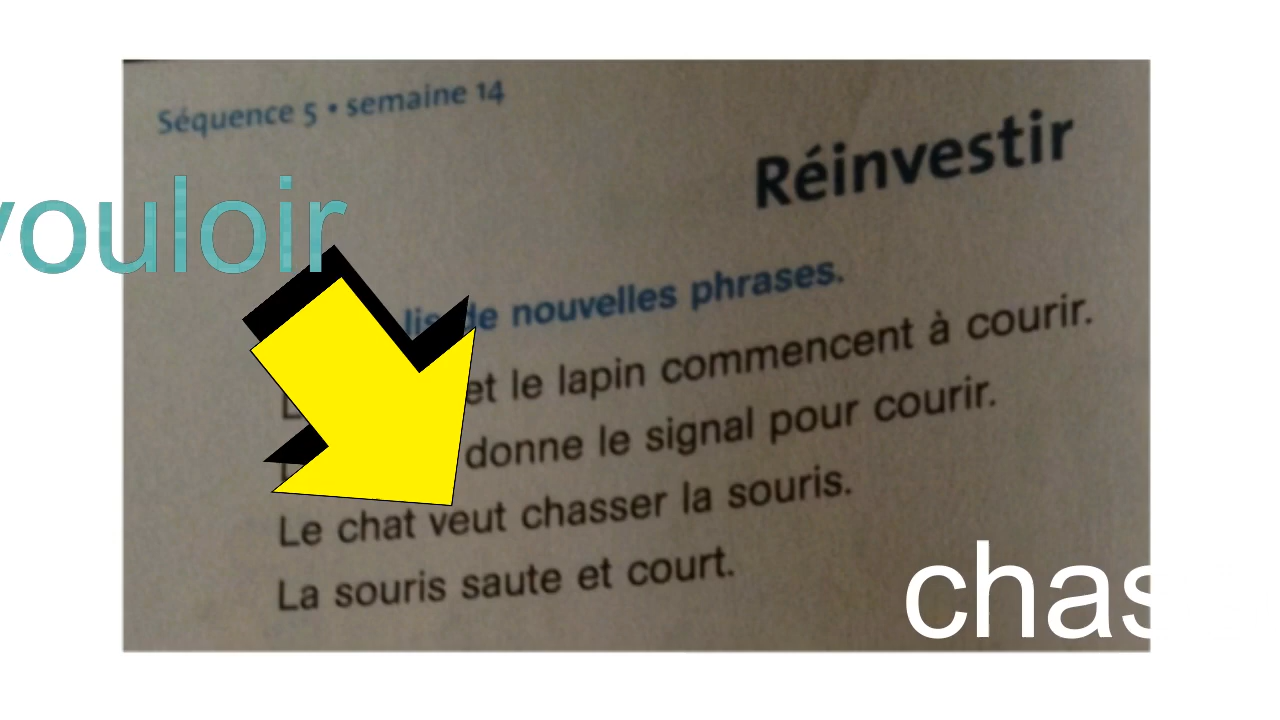 Séquence 5 • semaine 14
Réinvestir
vouloir
de nouvelles phrases.
et le lapin commencent à courir.
donne le signal pour courir.
Le chat veut chasser la souris.
La souris saute et court.
chas